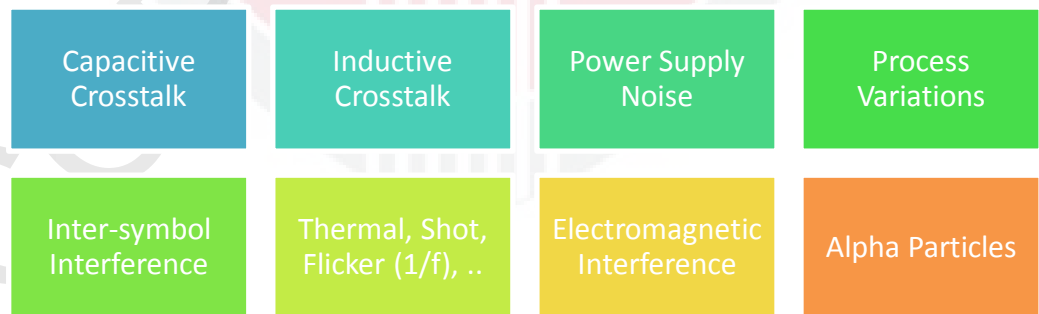 Capacitive
Crosstalk
Inductive
Crosstalk
Power Supply
Noise
Process
Variations
Inter-symbol
Interference
Thermal, Shot,
Flicker (1/f), ..
Electromagnetic
Interference
Alpha Particles